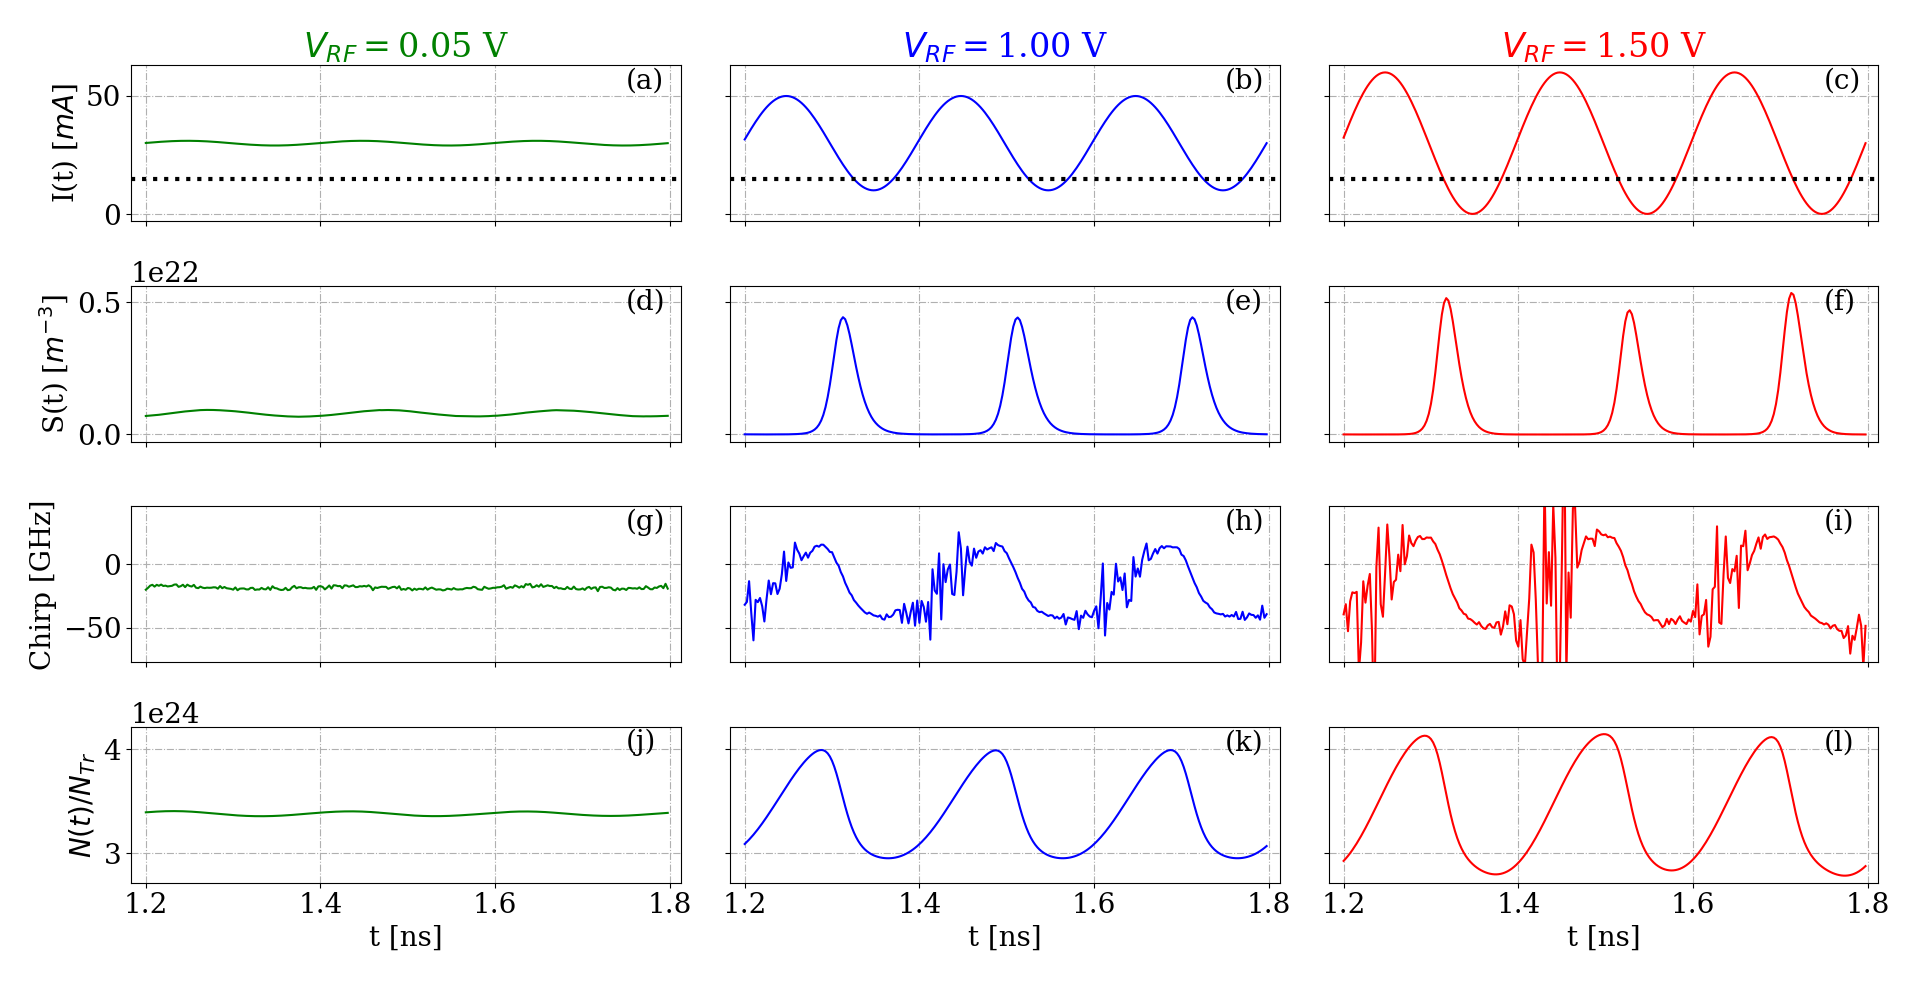 V_RF = 0.05 V
V_RF = 1.00 V
V_RF = 1.50 V
I(t) [mA]
50
0
(a)
(b)
(c)
1e22
S(t) [m⁻³]
0.5
0.0
(d)
(e)
(f)
Chirp [GHz]
0
−50
(g)
(h)
(i)
1e24
N(t)/N_Tr
4
3
(j)
(k)
(l)
1.2 1.4 1.6 1.8
1.2 1.4 1.6 1.8
1.2 1.4 1.6 1.8
t [ns]
t [ns]
t [ns]